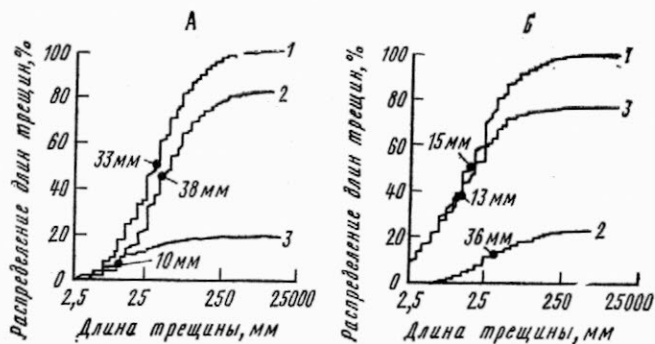 А
Распределение длин трещин, %
100
80
60
40
20
0
1
2
3
33 мм
38 мм
10 мм
2,5
25
250
25000
Длина трещины, мм
Б
Распределение длин трещин, %
100
80
60
40
20
0
1
3
2
15 мм
13 мм
36 мм
2,5
25
250
25000
Длина трещины, мм